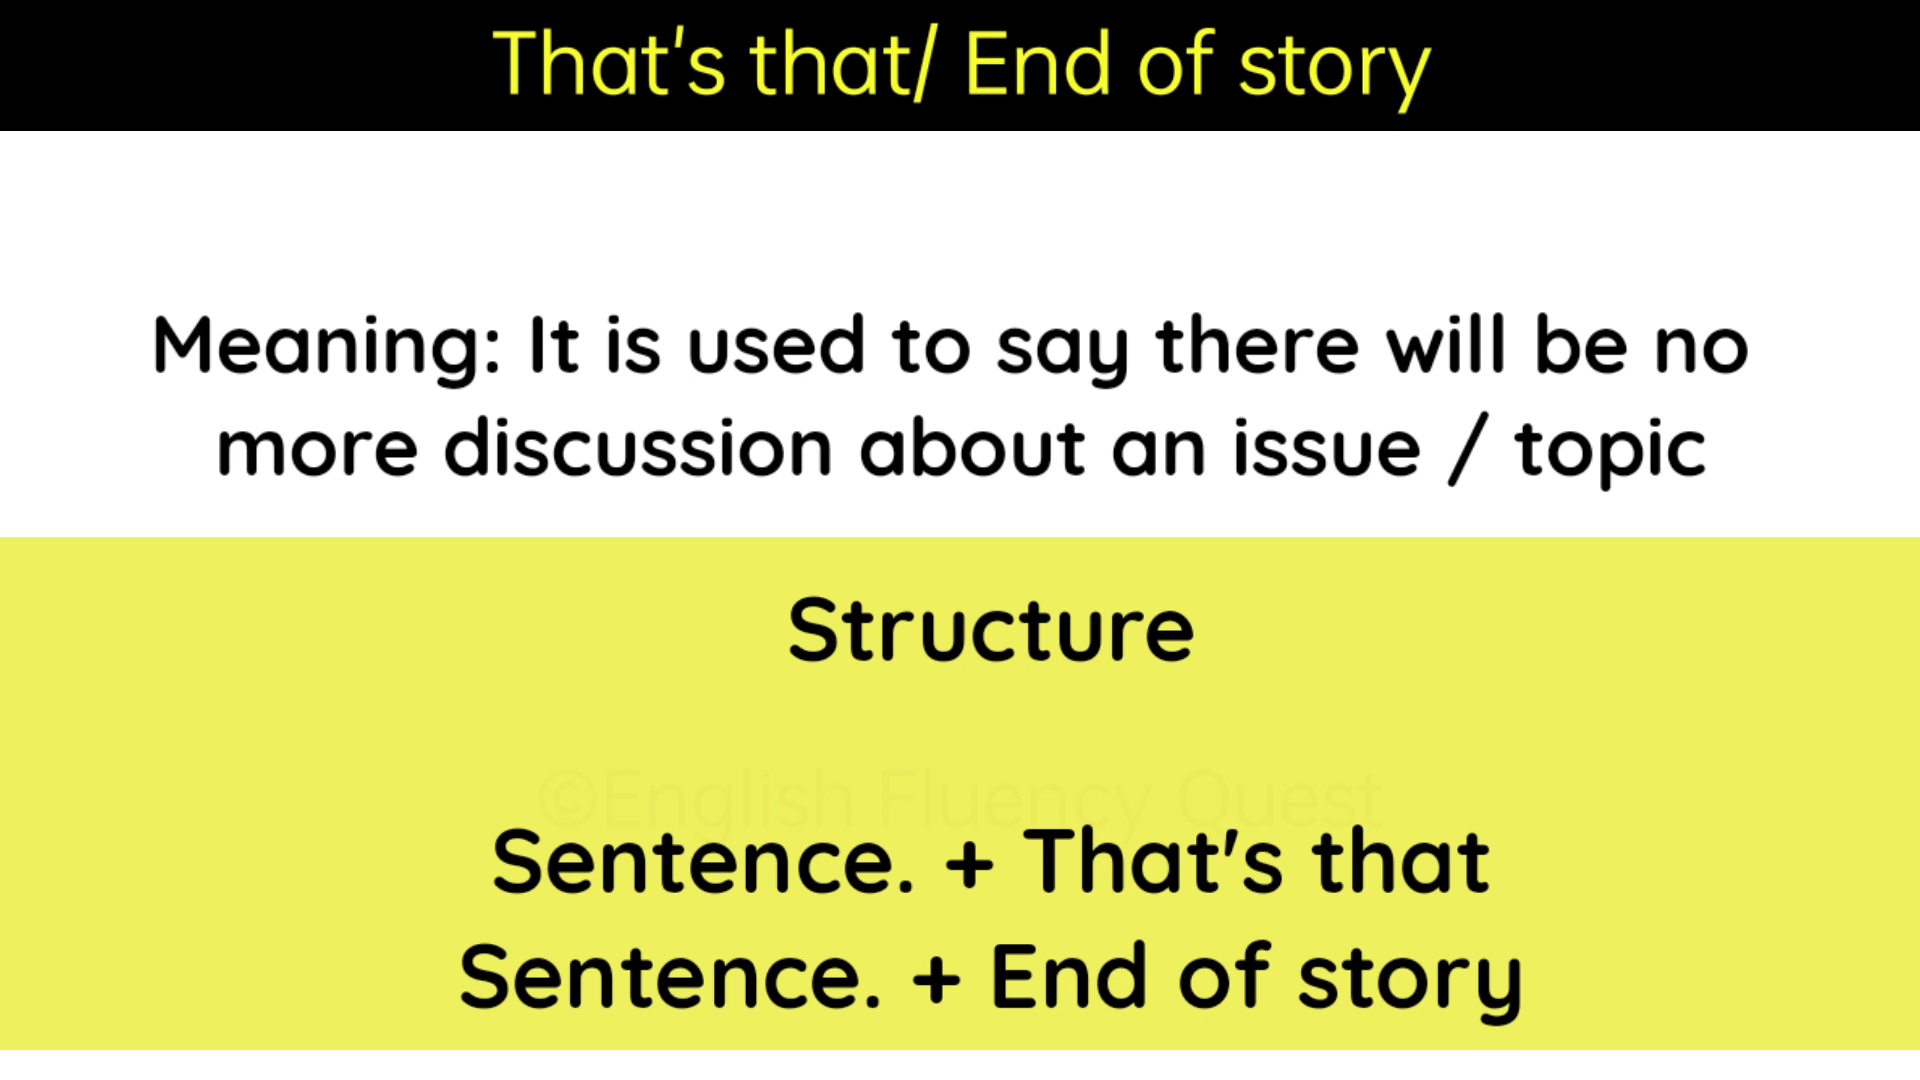 That's that/ End of story
Meaning: It is used to say there will be no
more discussion about an issue / topic
Structure
©English Fluency Quest
Sentence. + That's that
Sentence. + End of story